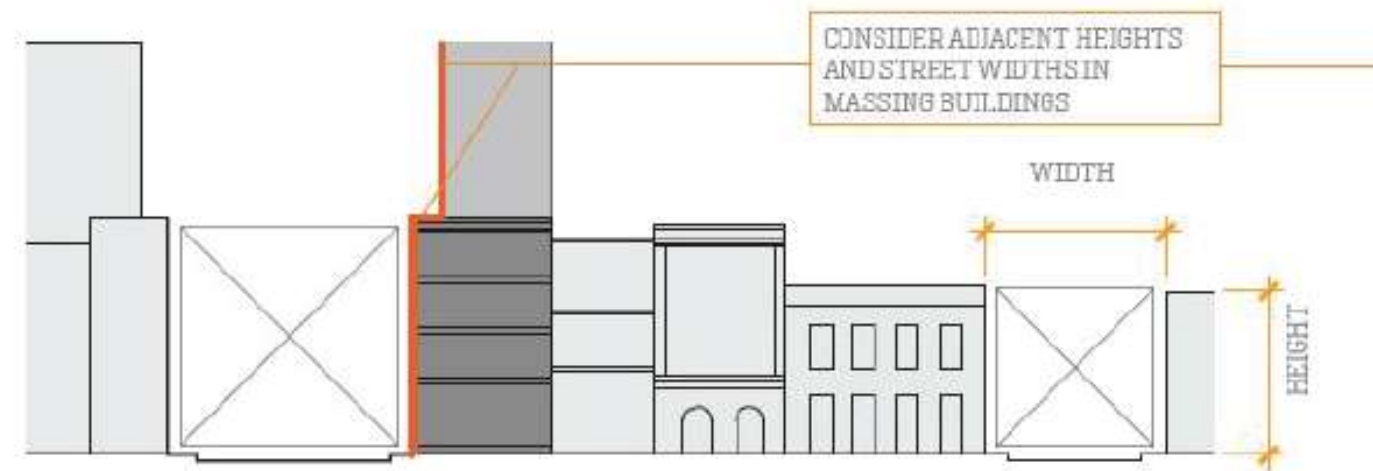 CONSIDER ADJACENT HEIGHTS
AND STREET WIDTHS IN
MASSING BUILDINGS
WIDTH
HEIGHT